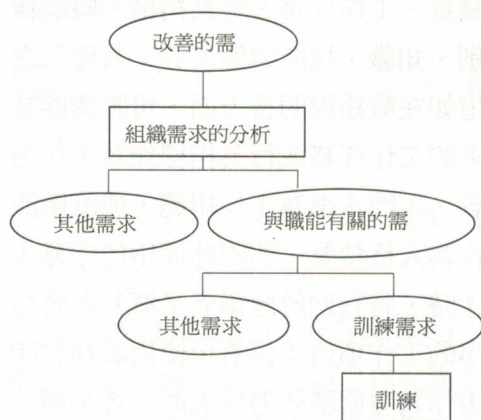 改善的需
組織需求的分析
其他需求
與職能有關的需
其他需求
訓練需求
訓練